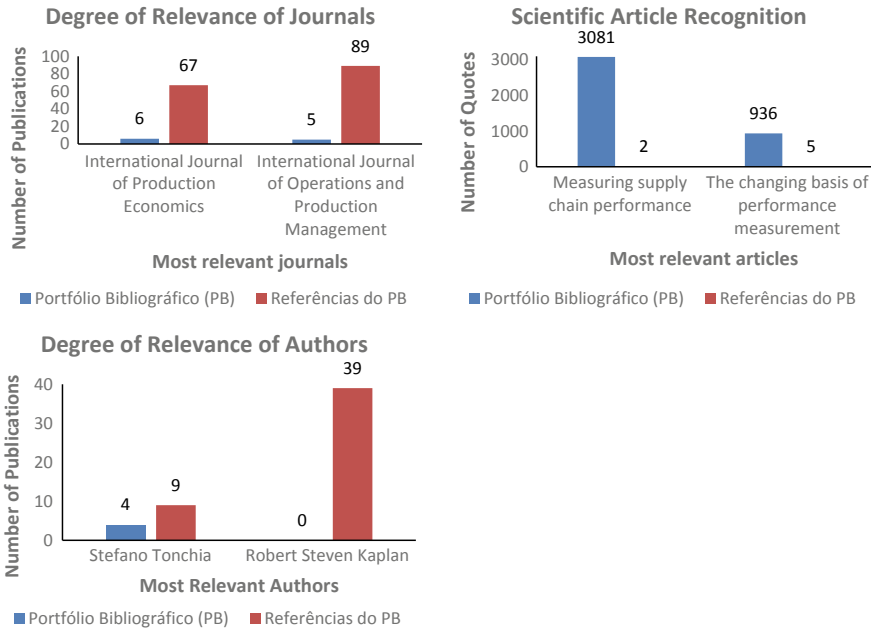 Degree of Relevance of Journals
Number of Publications
100
80
60
40
20
0
6
67
5
89
International Journal
of Production
Economics
International Journal
of Operations and
Production
Management
Most relevant journals
Portfólio Bibliográfico (PB)
Referências do PB
Scientific Article Recognition
Number of Quotes
3000
2000
1000
0
3081
2
936
5
Measuring supply
chain performance
The changing basis of
performance
measurement
Most relevant articles
Portfólio Bibliográfico (PB)
Referências do PB
Degree of Relevance of Authors
Number of Publications
40
30
20
10
0
4
9
0
39
Stefano Tonchia
Robert Steven Kaplan
Most Relevant Authors
Portfólio Bibliográfico (PB)
Referências do PB